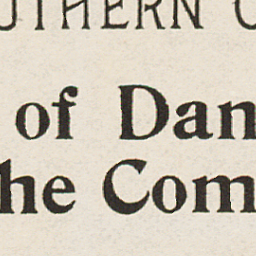 UTHERN C
of Dan
he Com